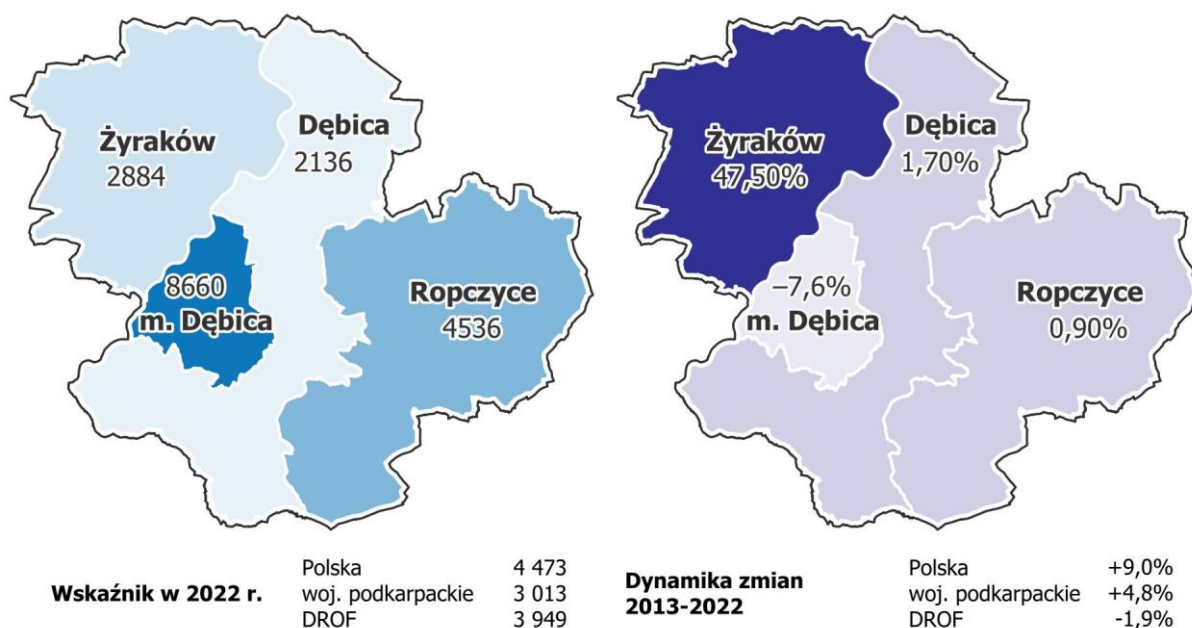 Żyraków
2884
Dębica
2136
8660
m. Dębica
Ropczyce
4536
Wskaźnik w 2022 r.
Polska 4 473
woj. podkarpackie 3 013
DROF 3 949
Żyraków
47,50%
Dębica
1,70%
–7,6%
m. Dębica
Ropczyce
0,90%
Dynamika zmian
2013-2022
Polska +9,0%
woj. podkarpackie +4,8%
DROF -1,9%